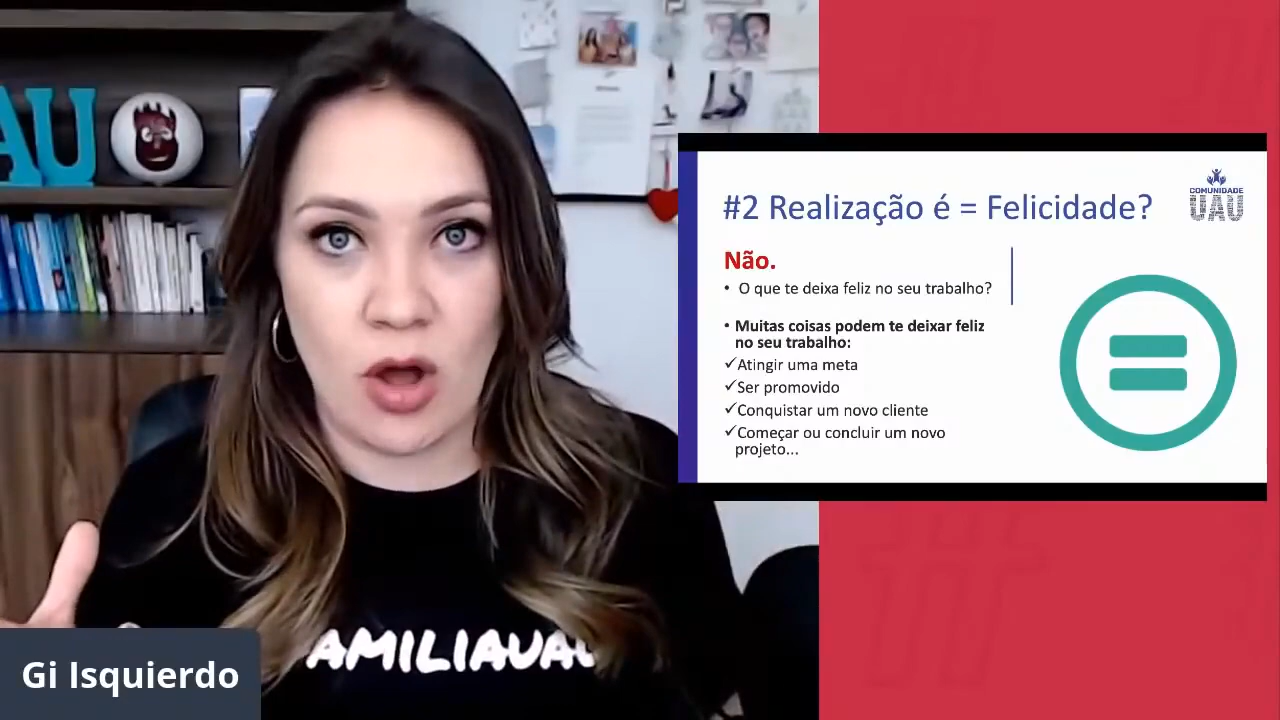 AU
#2 Realização é = Felicidade?
COMUNIDADE
UAU
Não.
• O que te deixa feliz no seu trabalho?
• Muitas coisas podem te deixar feliz
no seu trabalho:
✓Atingir uma meta
✓Ser promovido
✓Conquistar um novo cliente
✓Começar ou concluir um novo
projeto...
AMILIAUAU
Gi Isquierdo